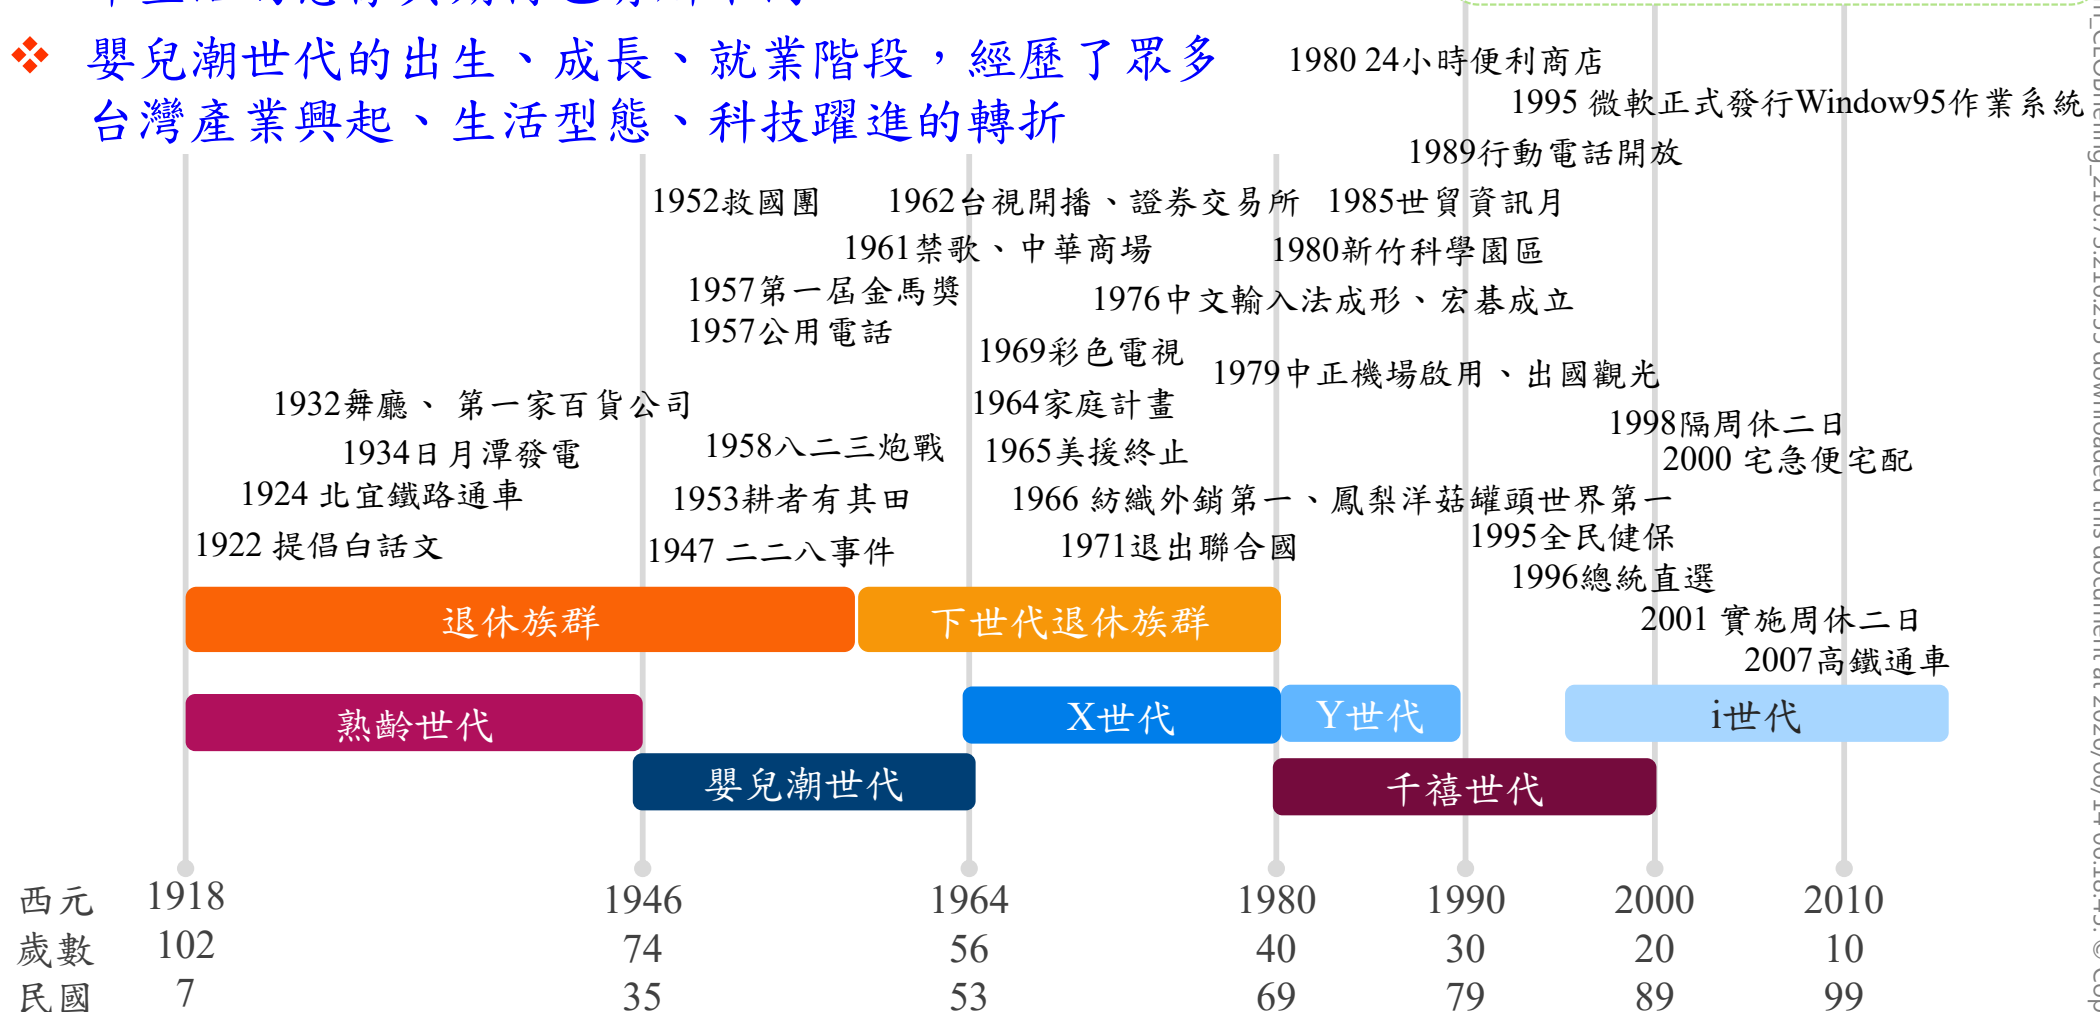 ❖ 嬰兒潮世代的出生、成長、就業階段，經歷了眾多
台灣產業興起、生活型態、科技躍進的轉折
1980 24小時便利商店
1995 微軟正式發行Window95作業系統
1989行動電話開放
1952救國團
1962台視開播、證券交易所
1985世貿資訊月
1961禁歌、中華商場
1980新竹科學園區
1957第一屆金馬獎
1976中文輸入法成形、宏碁成立
1957公用電話
1969彩色電視
1979中正機場啟用、出國觀光
1932舞廳、 第一家百貨公司
1964家庭計畫
1998隔周休二日
1934日月潭發電
1958八二三炮戰
1965美援終止
2000 宅急便宅配
1924 北宜鐵路通車
1953耕者有其田
1966 紡織外銷第一、鳳梨洋菇罐頭世界第一
1922 提倡白話文
1947 二二八事件
1971退出聯合國
1995全民健保
1996總統直選
退休族群
下世代退休族群
2001 實施周休二日
2007高鐵通車
熟齡世代
X世代
Y世代
i世代
嬰兒潮世代
千禧世代
西元 1918 1946 1964 1980 1990 2000 2010
歲數 102 74 56 40 30 20 10
民國 7 35 53 69 79 89 99